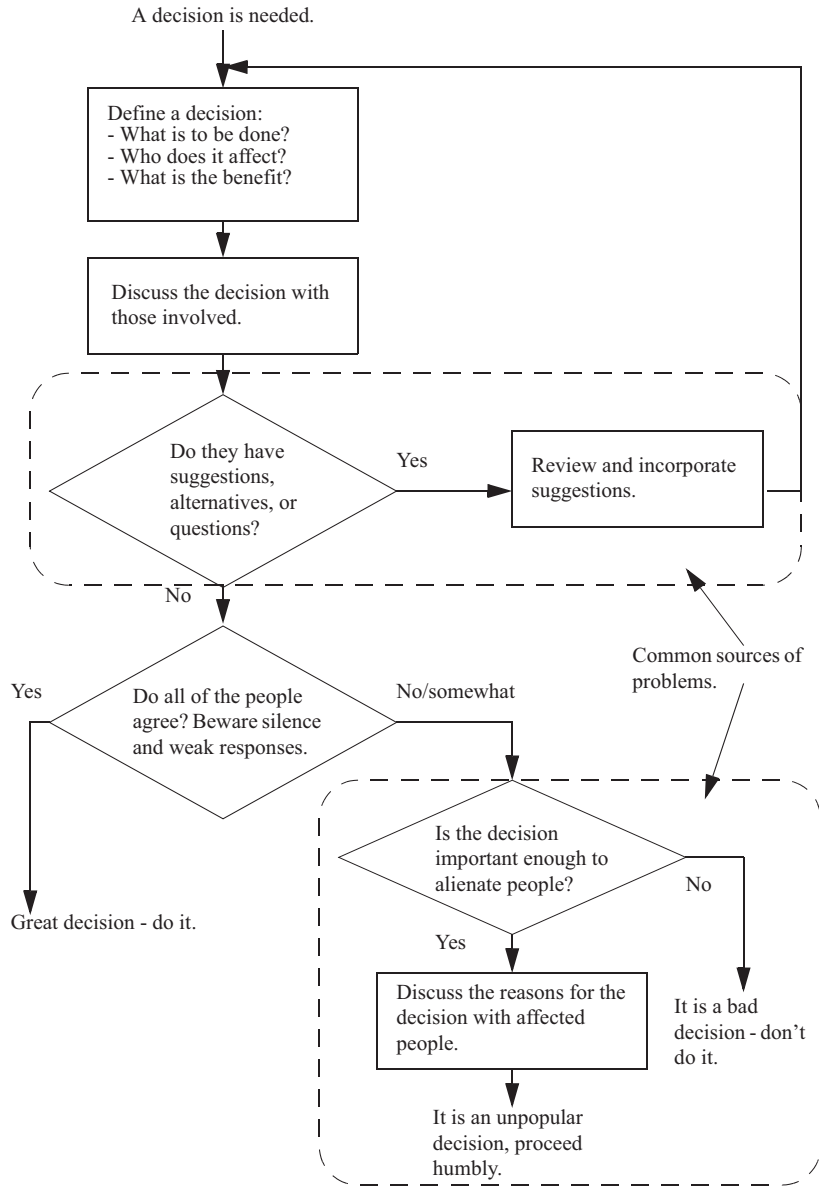 A decision is needed.
Define a decision:
- What is to be done?
- Who does it affect?
- What is the benefit?
Discuss the decision with
those involved.
Do they have
suggestions,
alternatives, or
questions?
Yes
Review and incorporate
suggestions.
No
Common sources of
problems.
Yes
Do all of the people
agree? Beware silence
and weak responses.
No/somewhat
Is the decision
important enough to
alienate people?
No
Great decision - do it.
Yes
Discuss the reasons for the
decision with affected
people.
It is a bad
decision - don’t
do it.
It is an unpopular
decision, proceed
humbly.